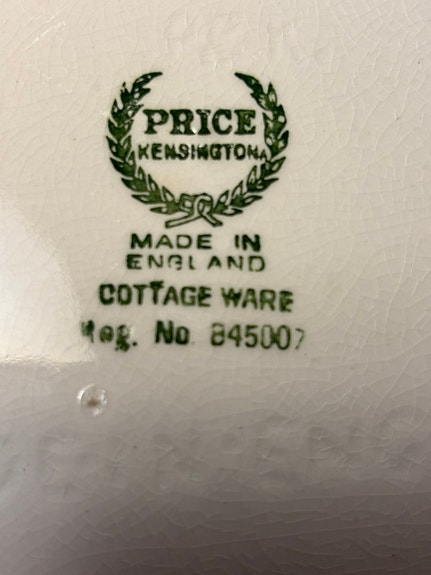 PRICE
KENSINGTON
MADE IN
ENGLAND
COTTAGE WARE
Reg. No 845007